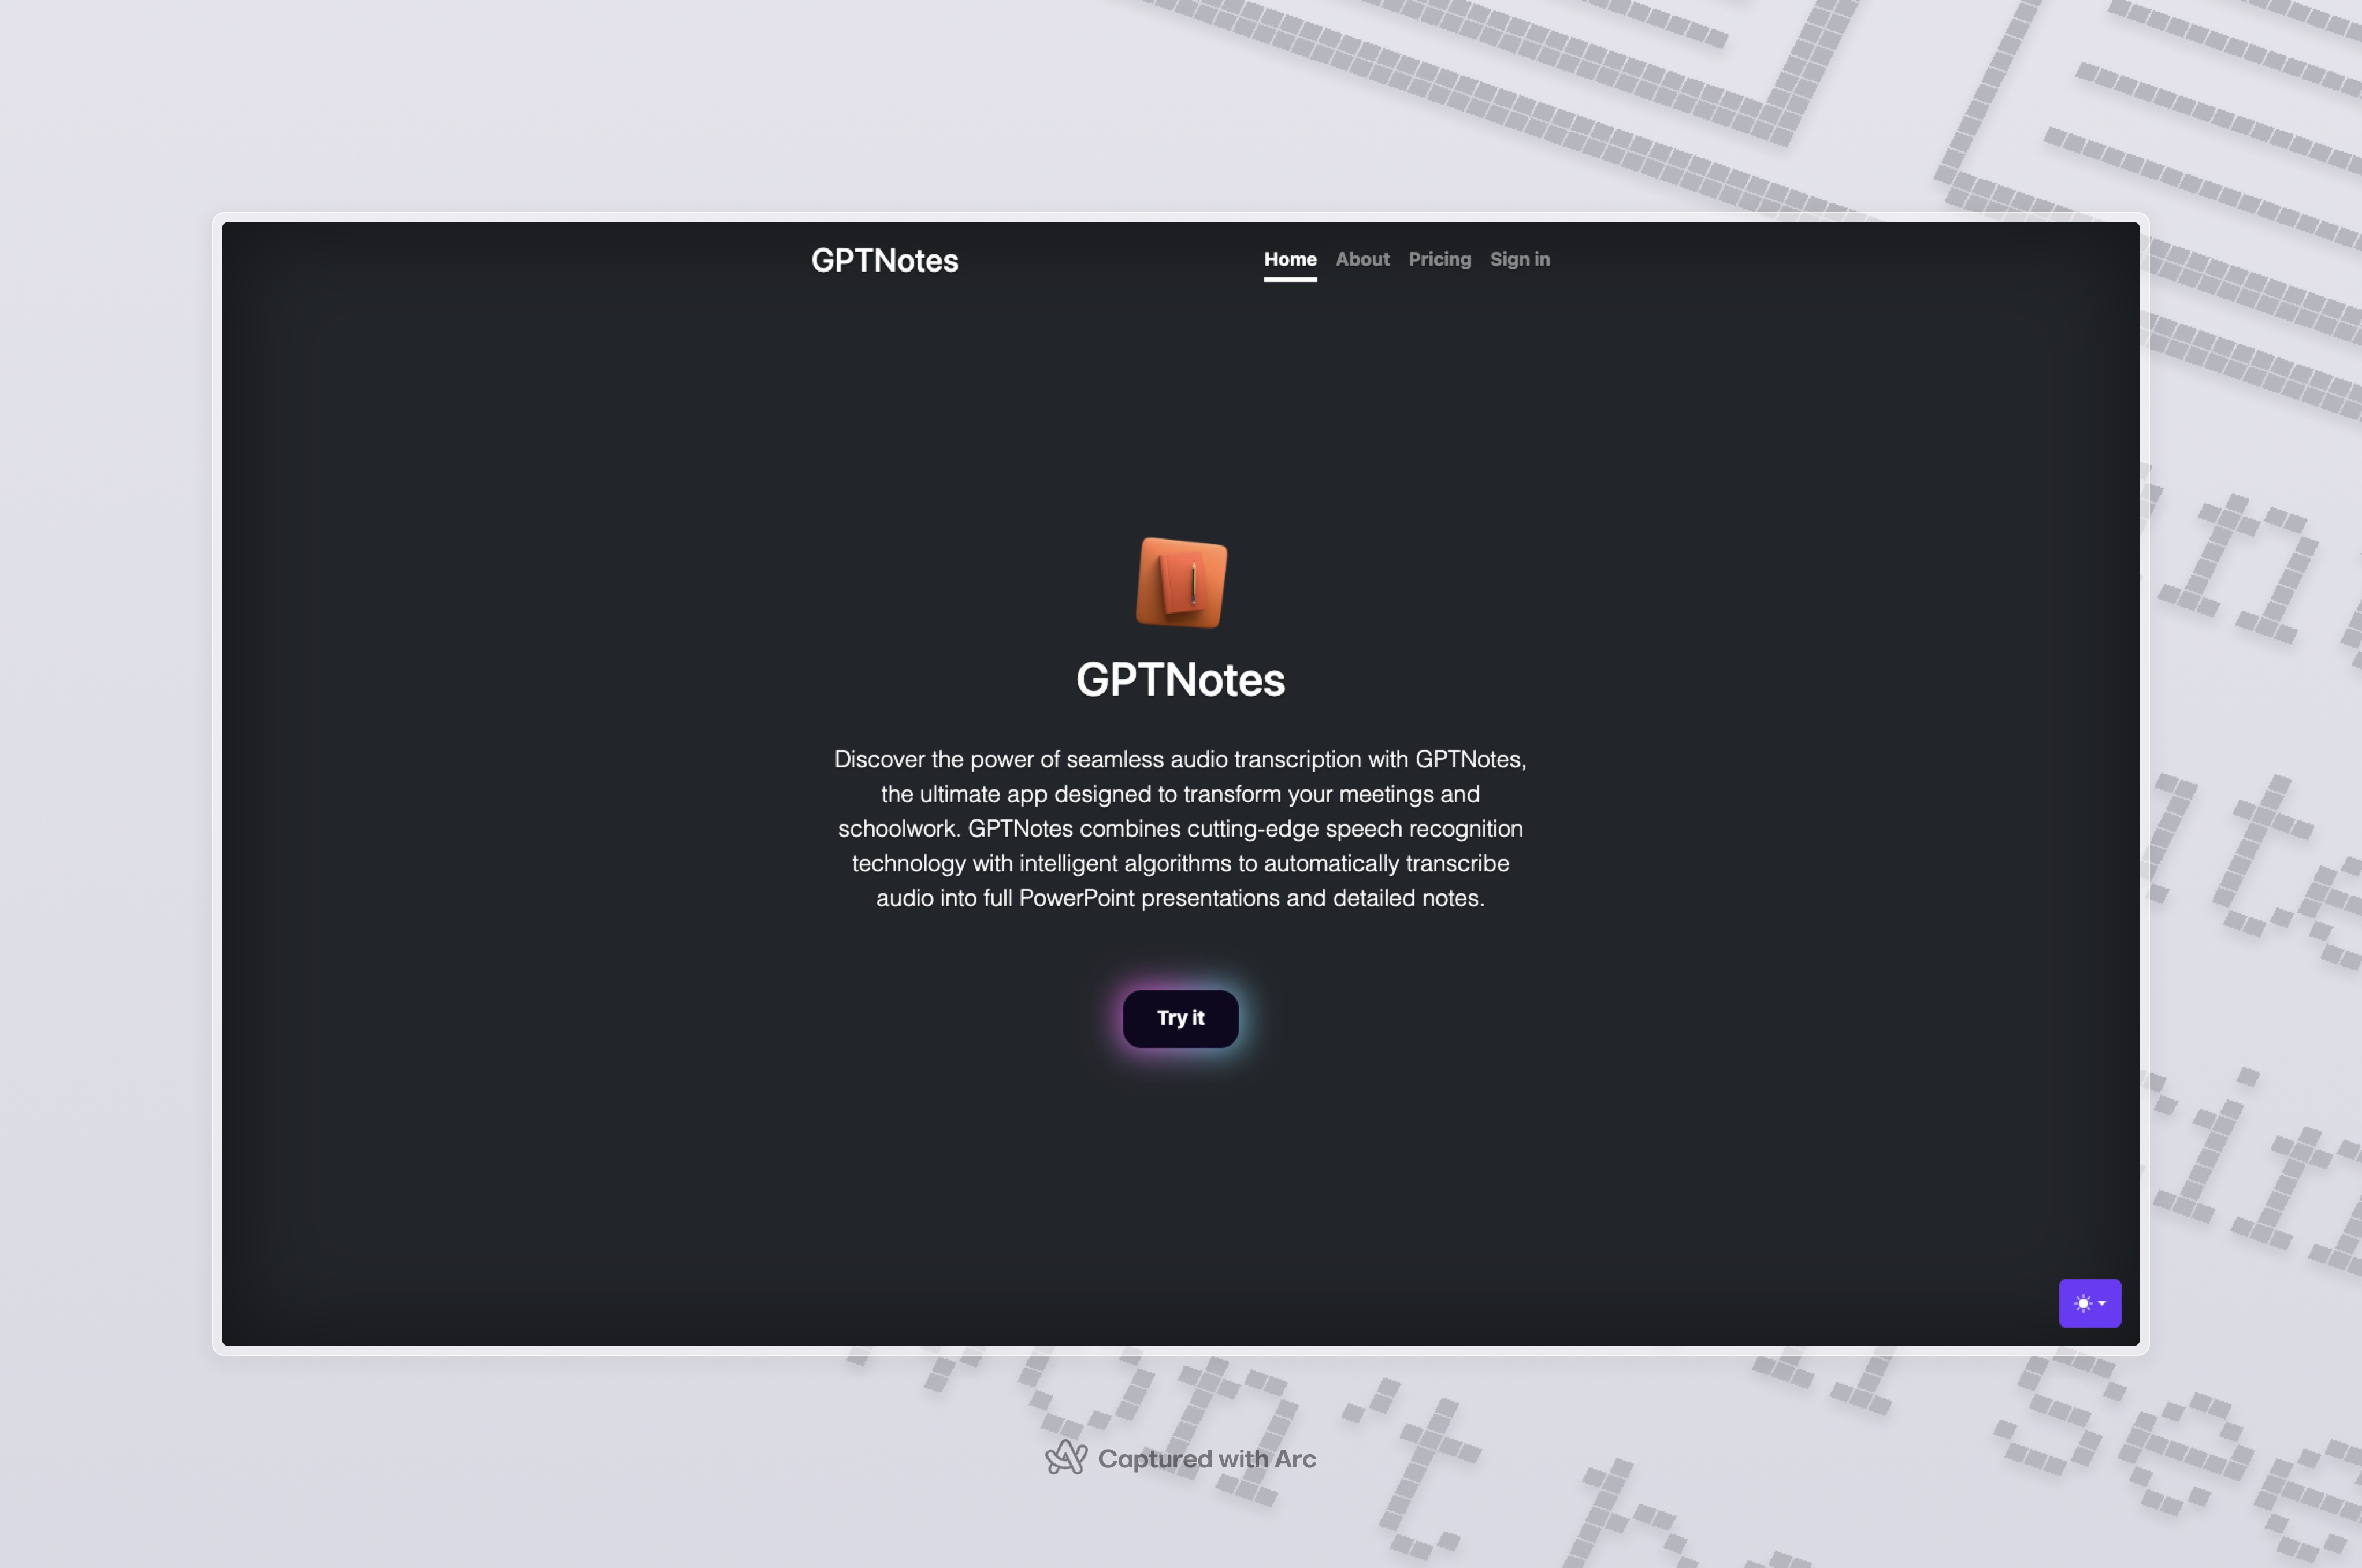 GPTNotes
Home About Pricing Sign in
GPTNotes
Discover the power of seamless audio transcription with GPTNotes,
the ultimate app designed to transform your meetings and
schoolwork. GPTNotes combines cutting-edge speech recognition
technology with intelligent algorithms to automatically transcribe
audio into full PowerPoint presentations and detailed notes.
Try it
Captured with Arc